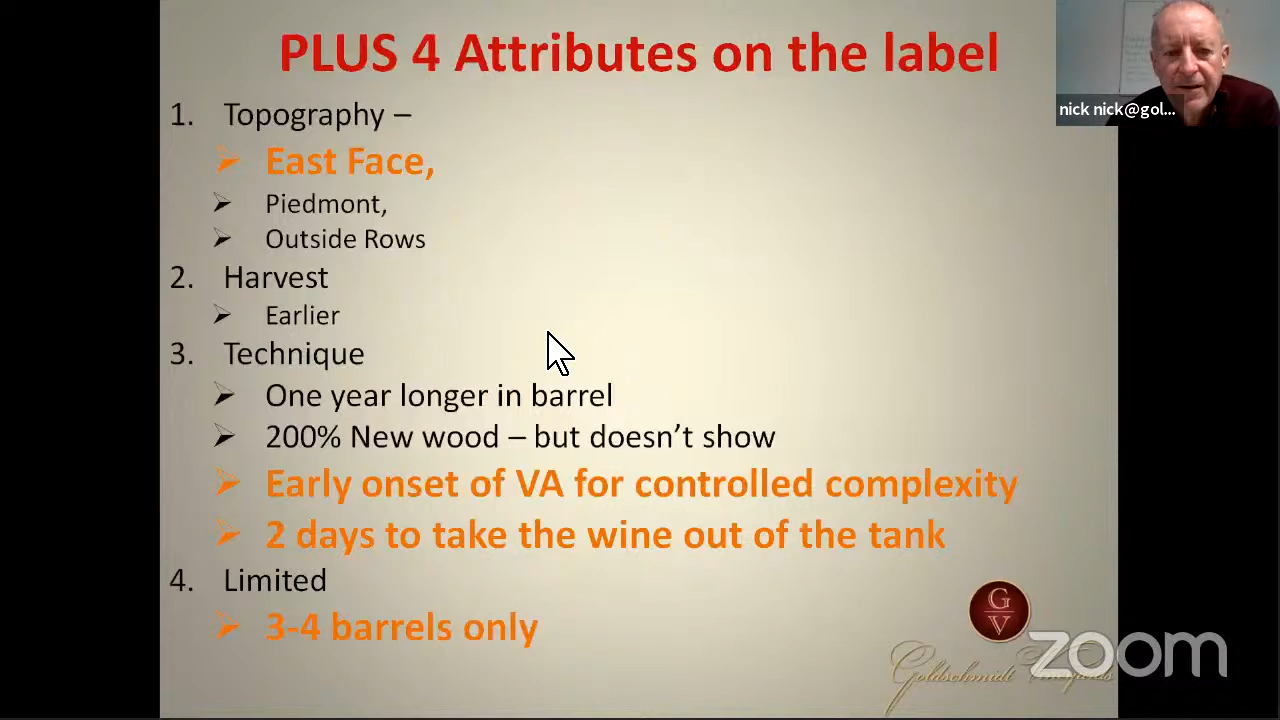 PLUS 4 Attributes on the label
nick nick@gol...
1. Topography –
➢ East Face,
➢ Piedmont,
➢ Outside Rows
2. Harvest
➢ Earlier
3. Technique
➢ One year longer in barrel
➢ 200% New wood – but doesn’t show
➢ Early onset of VA for controlled complexity
➢ 2 days to take the wine out of the tank
4. Limited
➢ 3-4 barrels only
G
V
Goldschmidt Vineyards
zoom